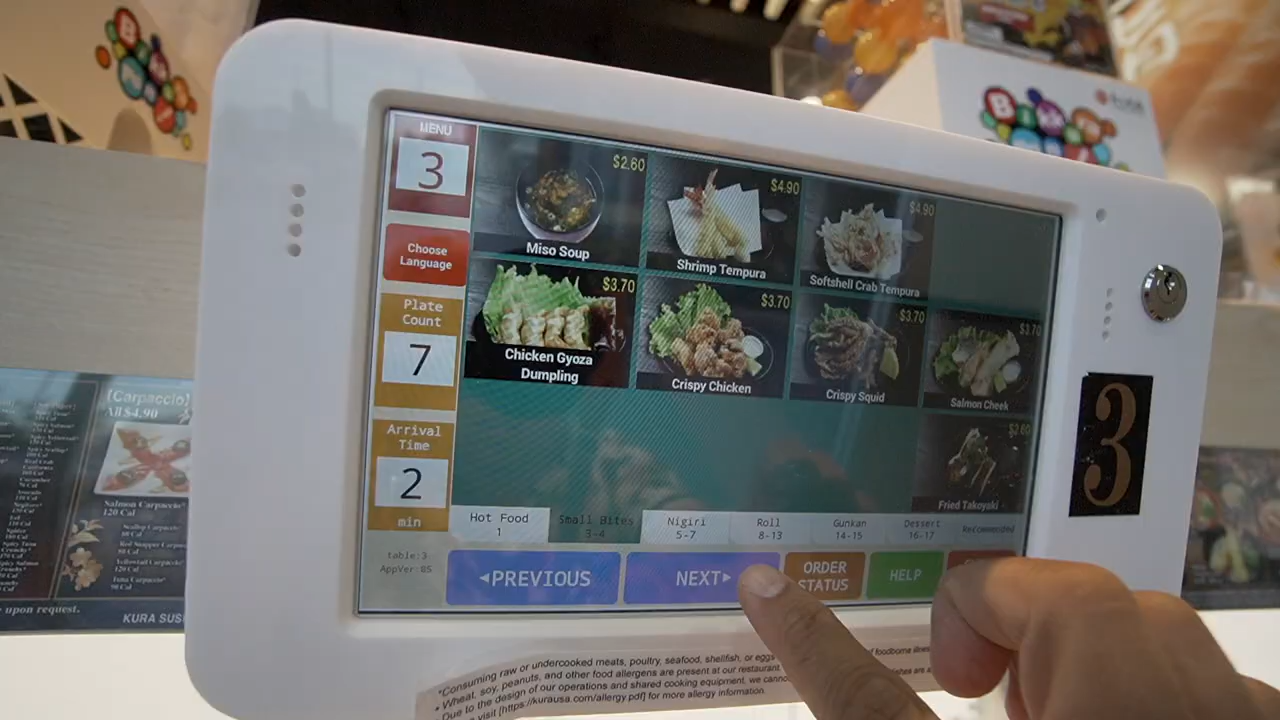 MENU
3
Choose
Language
Plate
Count
7
Arrival
Time
2
min
table:3
AppVer:85
$2.60
Miso Soup
$4.90
Shrimp Tempura
$4.90
Softshell Crab Tempura
$3.70
Chicken Gyoza
Dumpling
$3.70
Crispy Chicken
$3.70
Crispy Squid
$3.70
Salmon Cheek
$2.60
Fried Takoyaki
Hot Food
1
Small Bites
3-4
Nigiri
5-7
Roll
8-13
Gunkan
14-15
Dessert
16-17
Recommended
◂PREVIOUS
NEXT▸
ORDER
STATUS
HELP
3
*Consuming raw or undercooked meats, poultry, seafood, shellfish, or eggs
of foodborne
• Wheat, soy, peanuts, and other food allergens are present at our restaurant
Due to the design of our operations and shared cooking equipment, we
visit [https://kurausa.com/allergy.pdf] for more allergy information.
[Carpaccio]
All $4.90
Salmon Carpaccio*
120 Cal
upon request.
KURA SUS